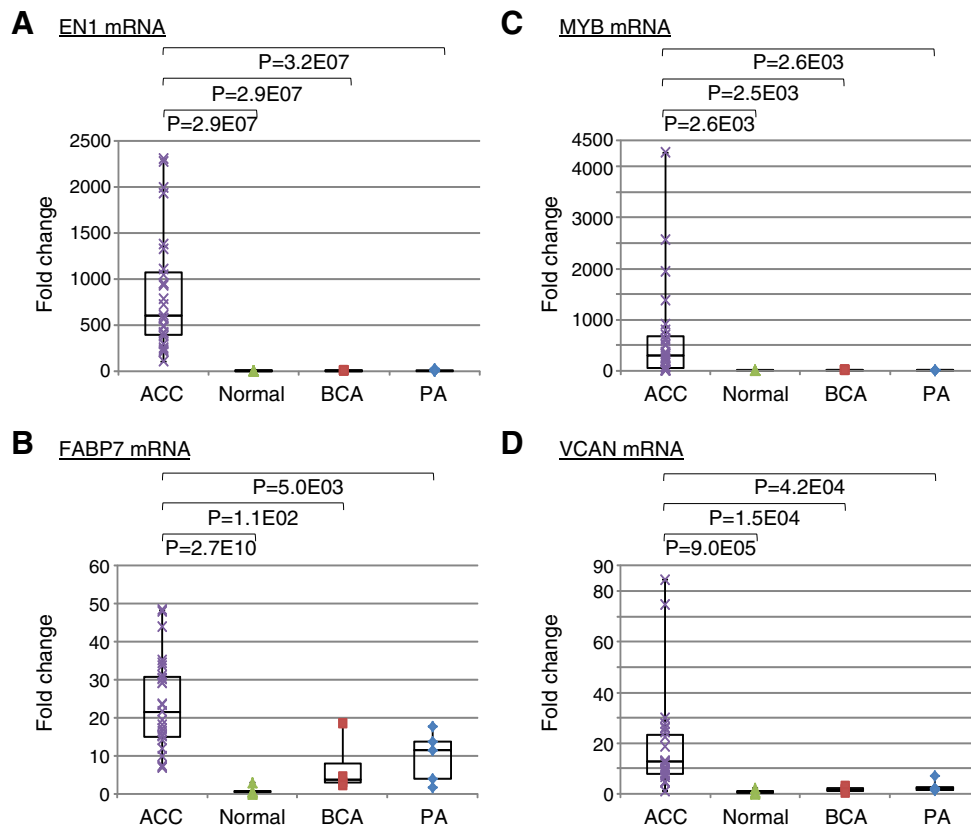 A EN1 mRNA
P=3.2E07
P=2.9E07
P=2.9E07
Fold change
2500
2000
1500
1000
500
0
ACC Normal BCA PA
B FABP7 mRNA
P=5.0E03
P=1.1E02
P=2.7E10
Fold change
60
50
40
30
20
10
0
ACC Normal BCA PA
C MYB mRNA
P=2.6E03
P=2.5E03
P=2.6E03
Fold change
4500
4000
3000
2000
1000
0
ACC Normal BCA PA
D VCAN mRNA
P=4.2E04
P=1.5E04
P=9.0E05
Fold change
90
80
60
40
20
0
ACC Normal BCA PA